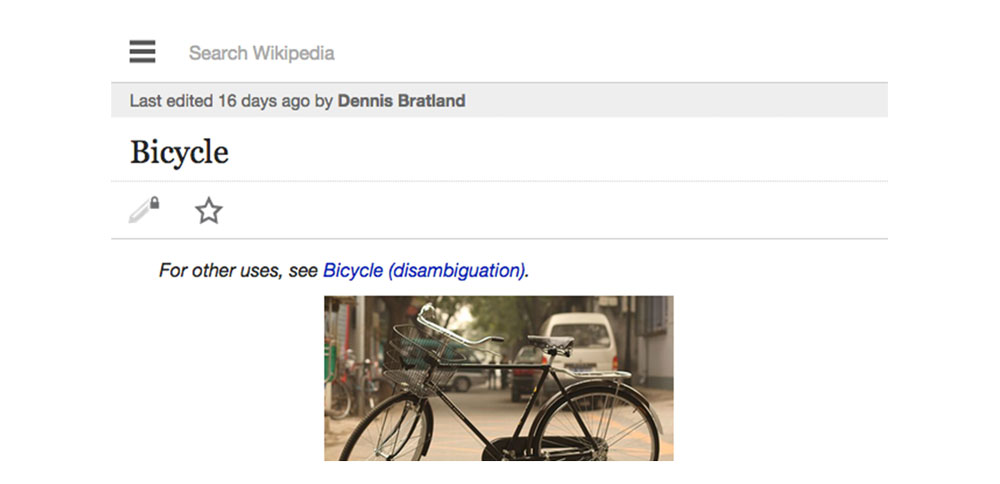 Search Wikipedia
Last edited 16 days ago by Dennis Bratland
Bicycle
For other uses, see Bicycle (disambiguation).